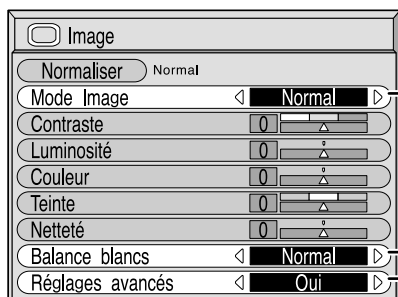 Image
Normaliser Normal
Mode Image Normal
Contraste 0
Luminosité 0
Couleur 0
Teinte 0
Netteté 0
Balance blancs Normal
Réglages avancés Oui